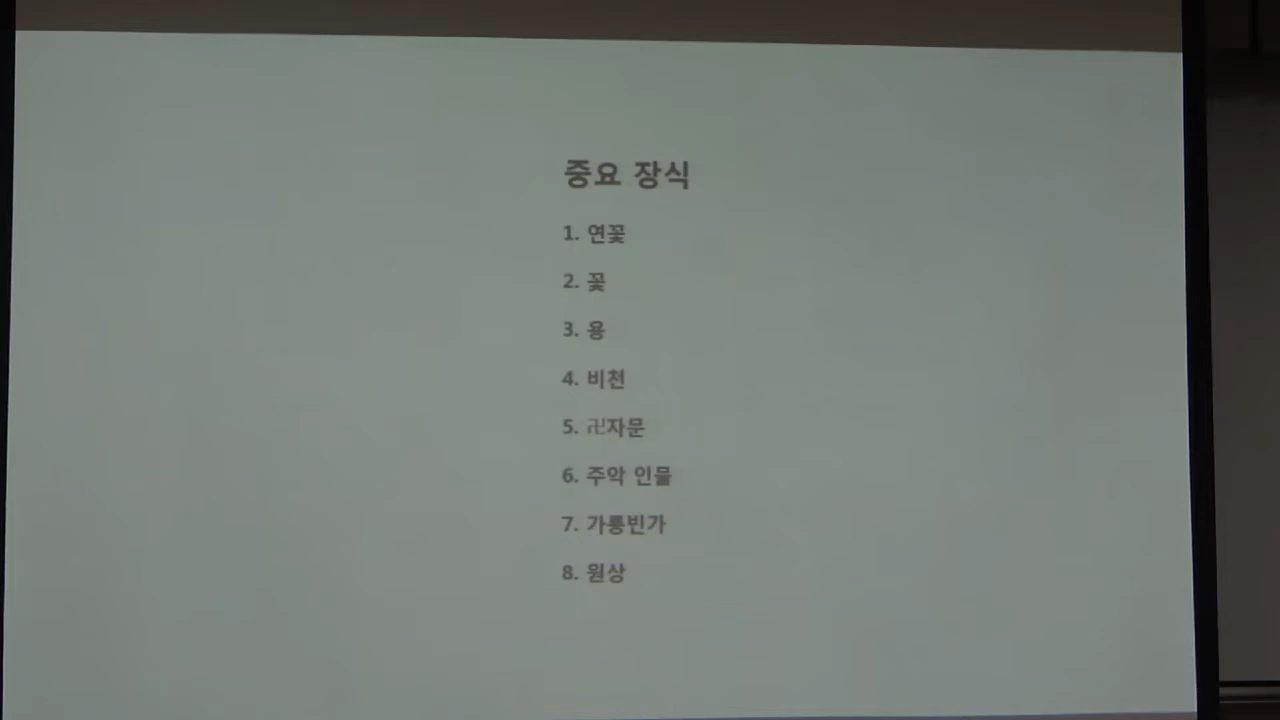 중요 장식
1. 연꽃
2. 꽃
3. 용
4. 비천
5. 卍자문
6. 주악 인물
7. 가릉빈가
8. 원상